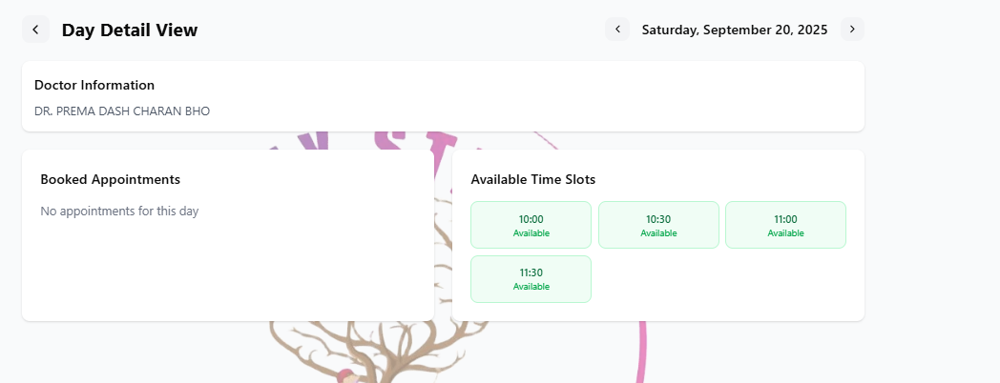 Day Detail View
Saturday, September 20, 2025
Doctor Information
DR. PREMA DASH CHARAN BHO
Booked Appointments
No appointments for this day
Available Time Slots
10:00
Available
10:30
Available
11:00
Available
11:30
Available